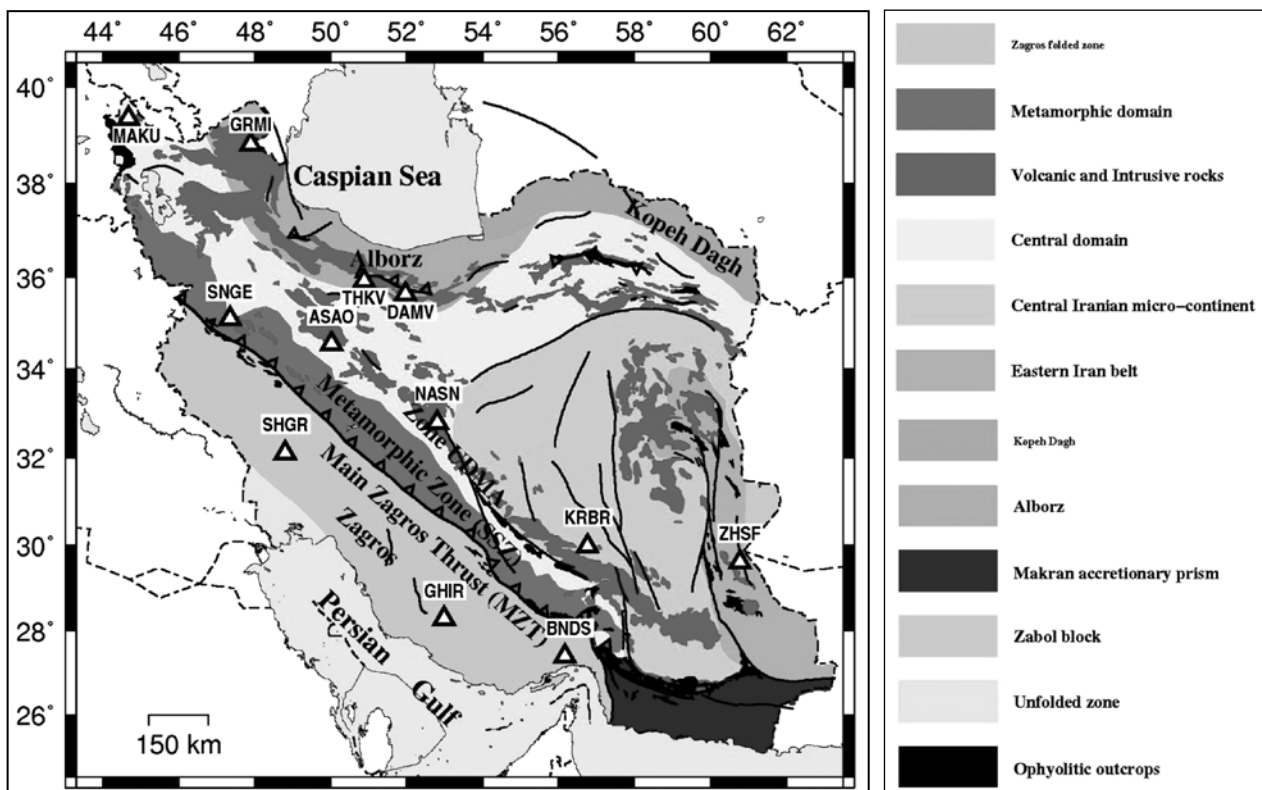 44° 46° 48° 50° 52° 54° 56° 58° 60° 62°
40°
38°
36°
34°
32°
30°
28°
26°
MAKU
GRMI
Caspian Sea
Kopeh Dagh
Alborz
SNGE
THKV
ASAO
DAMV
NASN
SHGR
Zone UDMA
Metamorphic Zone (SSZ)
Main Zagros Thrust (MZT)
Zagros
KRBR
ZHSF
GHIR
BNDS
Persian
Gulf
150 km
Zagros folded zone
Metamorphic domain
Volcanic and Intrusive rocks
Central domain
Central Iranian micro-continent
Eastern Iran belt
Kopeh Dagh
Alborz
Makran accretionary prism
Zabol block
Unfolded zone
Ophyolitic outcrops